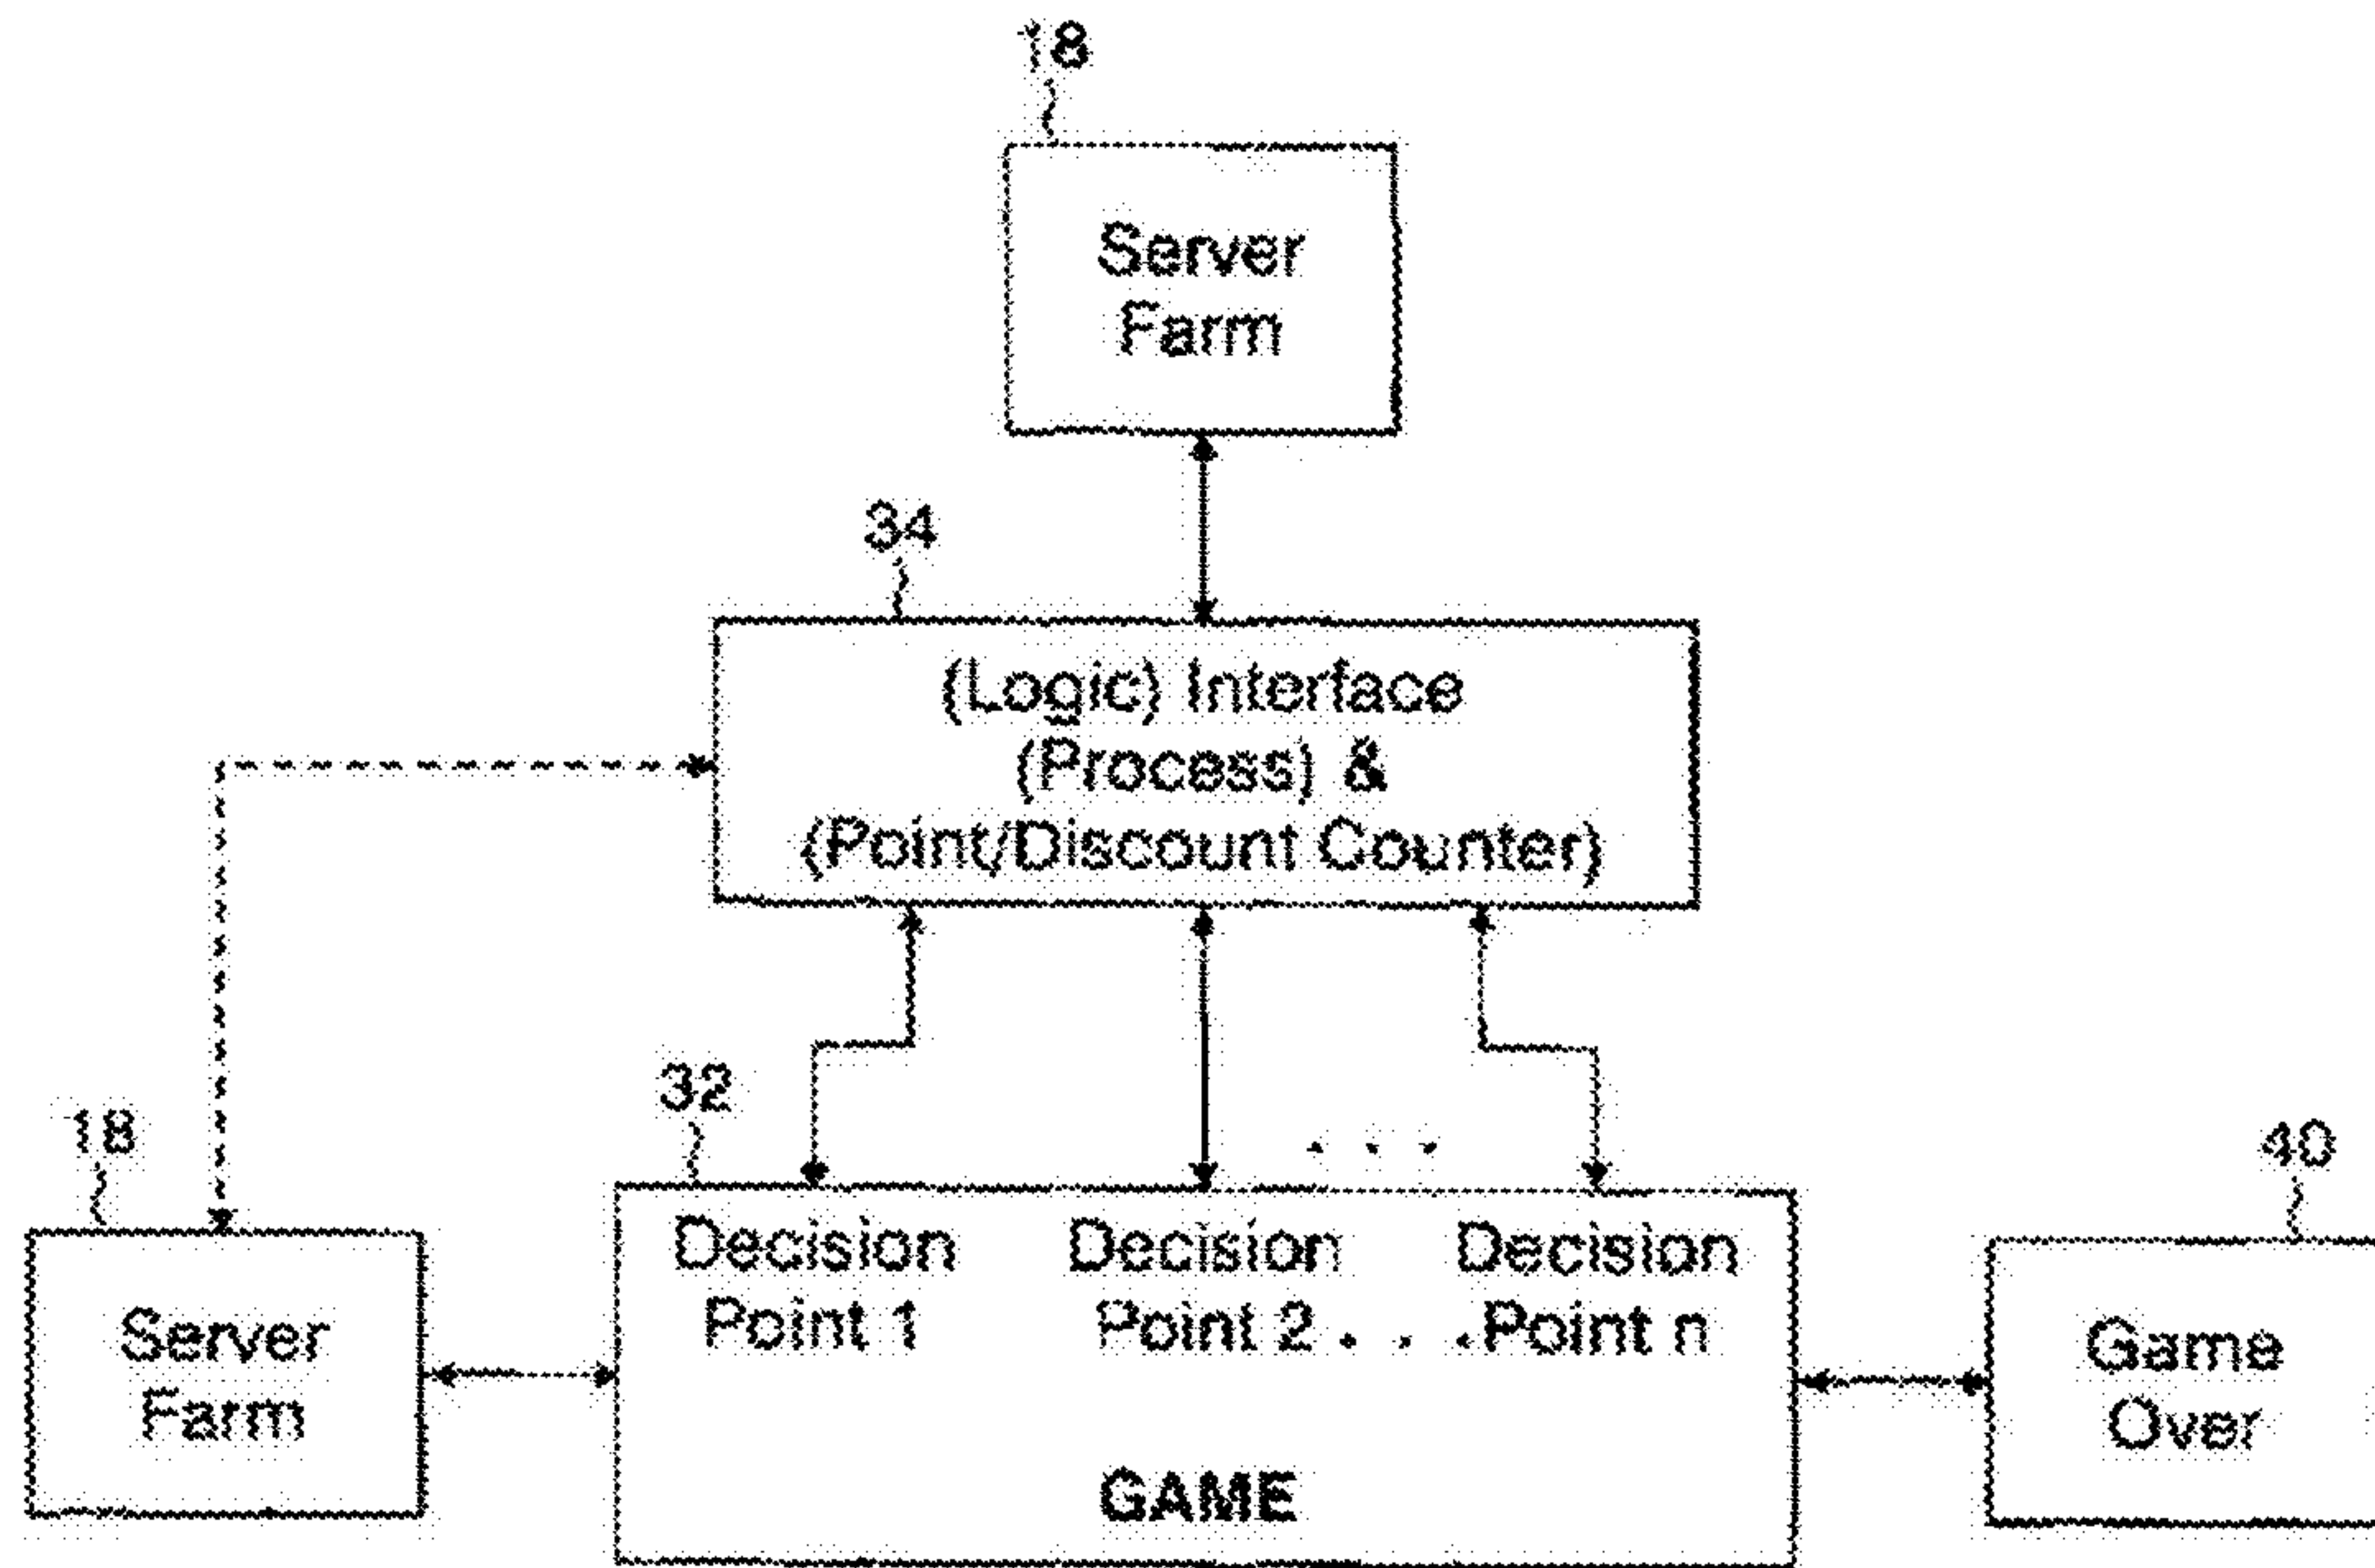 18
Server
Farm
34
(Logic) Interface
(Process) &
(Point/Discount Counter)
32
. . .
18
40
Decision Decision Decision
Point 1 Point 2 . . . Point n
Server
Farm
Game
Over
GAME